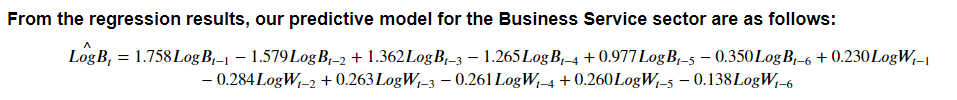 From the regression results, our predictive model for the Business Service sector are as follows:
LôgBₜ = 1.758LogBₜ₋₁ − 1.579LogBₜ₋₂ + 1.362LogBₜ₋₃ − 1.265LogBₜ₋₄ + 0.977LogBₜ₋₅ − 0.350LogBₜ₋₆ + 0.230LogWₜ₋₁
− 0.284LogWₜ₋₂ + 0.263LogWₜ₋₃ − 0.261LogWₜ₋₄ + 0.260LogWₜ₋₅ − 0.138LogWₜ₋₆